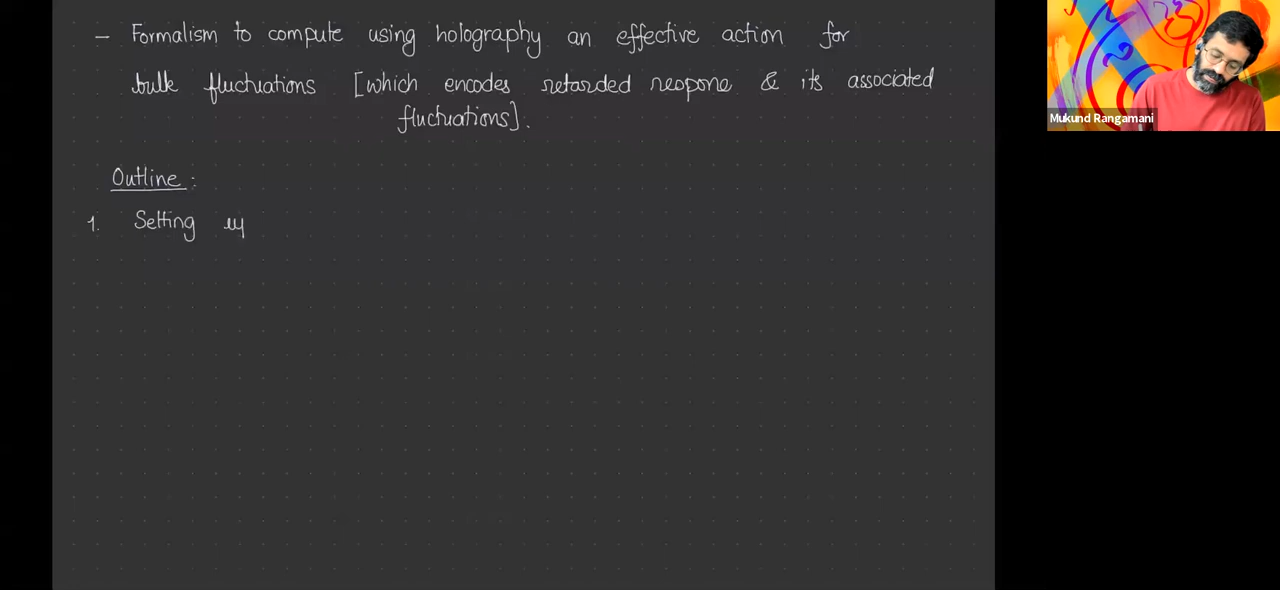 – Formalism to compute using holography an effective action for
bulk fluctuations [which encodes retarded respone & its associated
fluctuations].
Outline:
1. Setting up
Mukund Rangamani